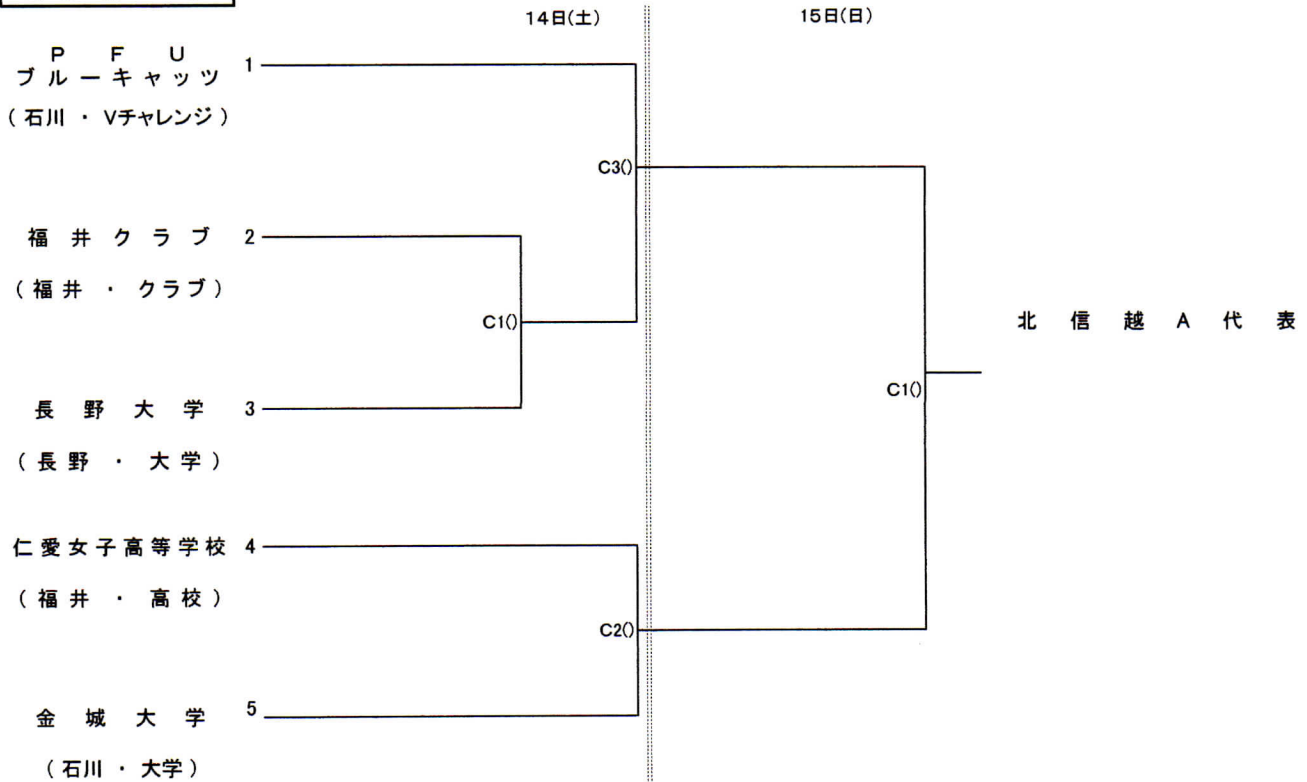 14日(土)
15日(日)
P F U
ブルーキャッツ
1
(石川・Vチャレンジ)
C3()
福井クラブ
2
(福井・クラブ)
C1()
北信越A代表
C1()
長野大学
3
(長野・大学)
仁愛女子高等学校
4
(福井・高校)
C2()
金城大学
5
(石川・大学)